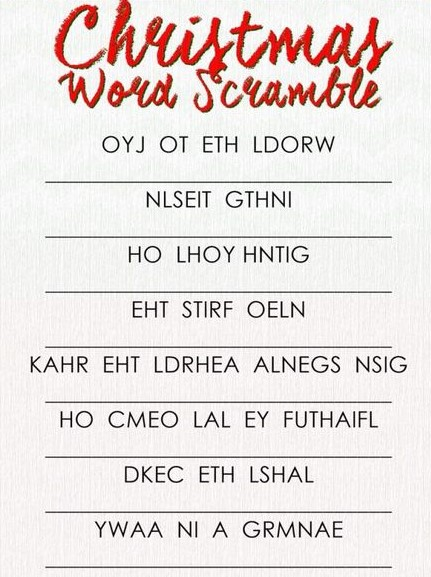 Christmas
Word Scramble
OYJ OT ETH LDORW
NLSEIT GTHNI
HO LHOY HNTIG
EHT STIRF OELN
KAHR EHT LDRHEA ALNEGS NSIG
HO CMEO LAL EY FUTHAIFL
DKEC ETH LSHAL
YWAA NI A GRMNAE